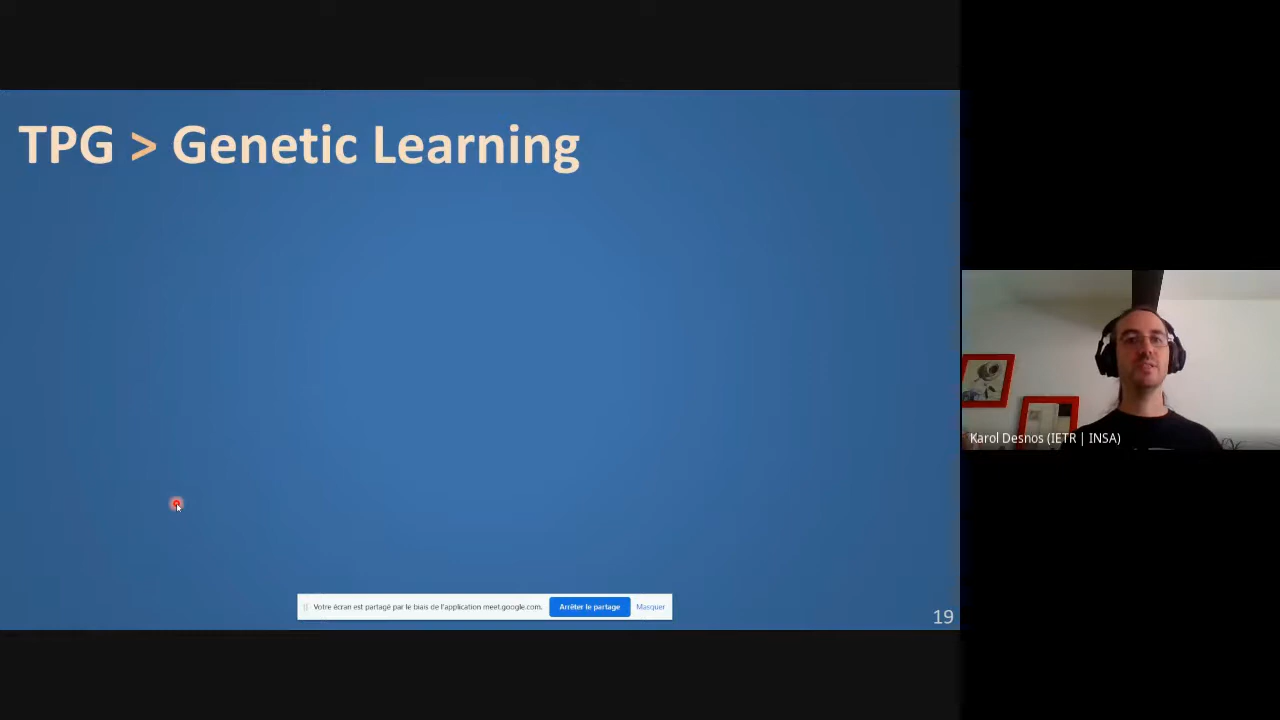 TPG > Genetic Learning
Karol Desnos (IETR | INSA)
Votre écran est partagé par le biais de l'application meet.google.com.
Arrêter le partage
Masquer
19